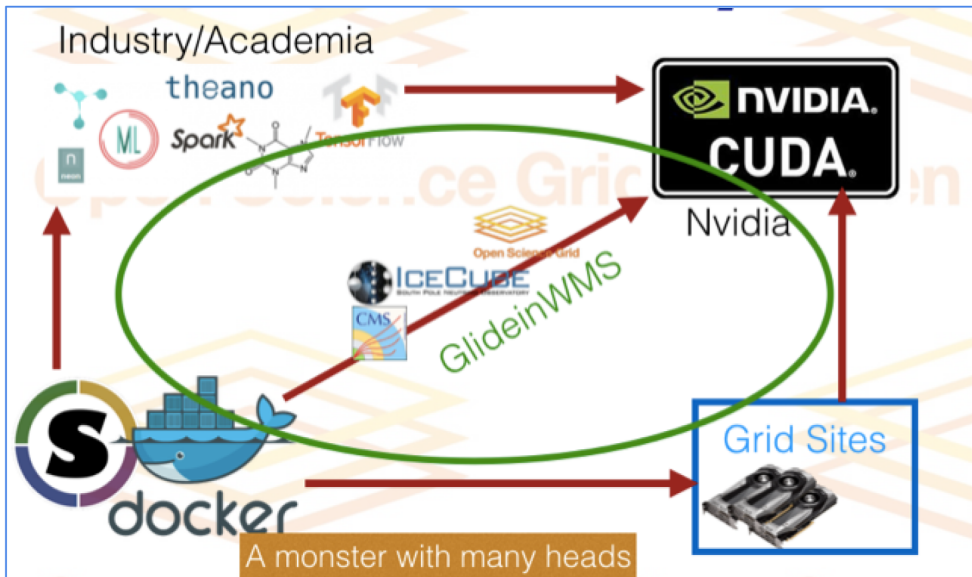 Industry/Academia
theano
ML
Spark
TensorFlow
n
neon
NVIDIA.
CUDA.
Nvidia
Open Science Grid
ICECUBE
SOUTH POLE NEUTRINO OBSERVATORY
CMS
GlideinWMS
S
docker
Grid Sites
A monster with many heads